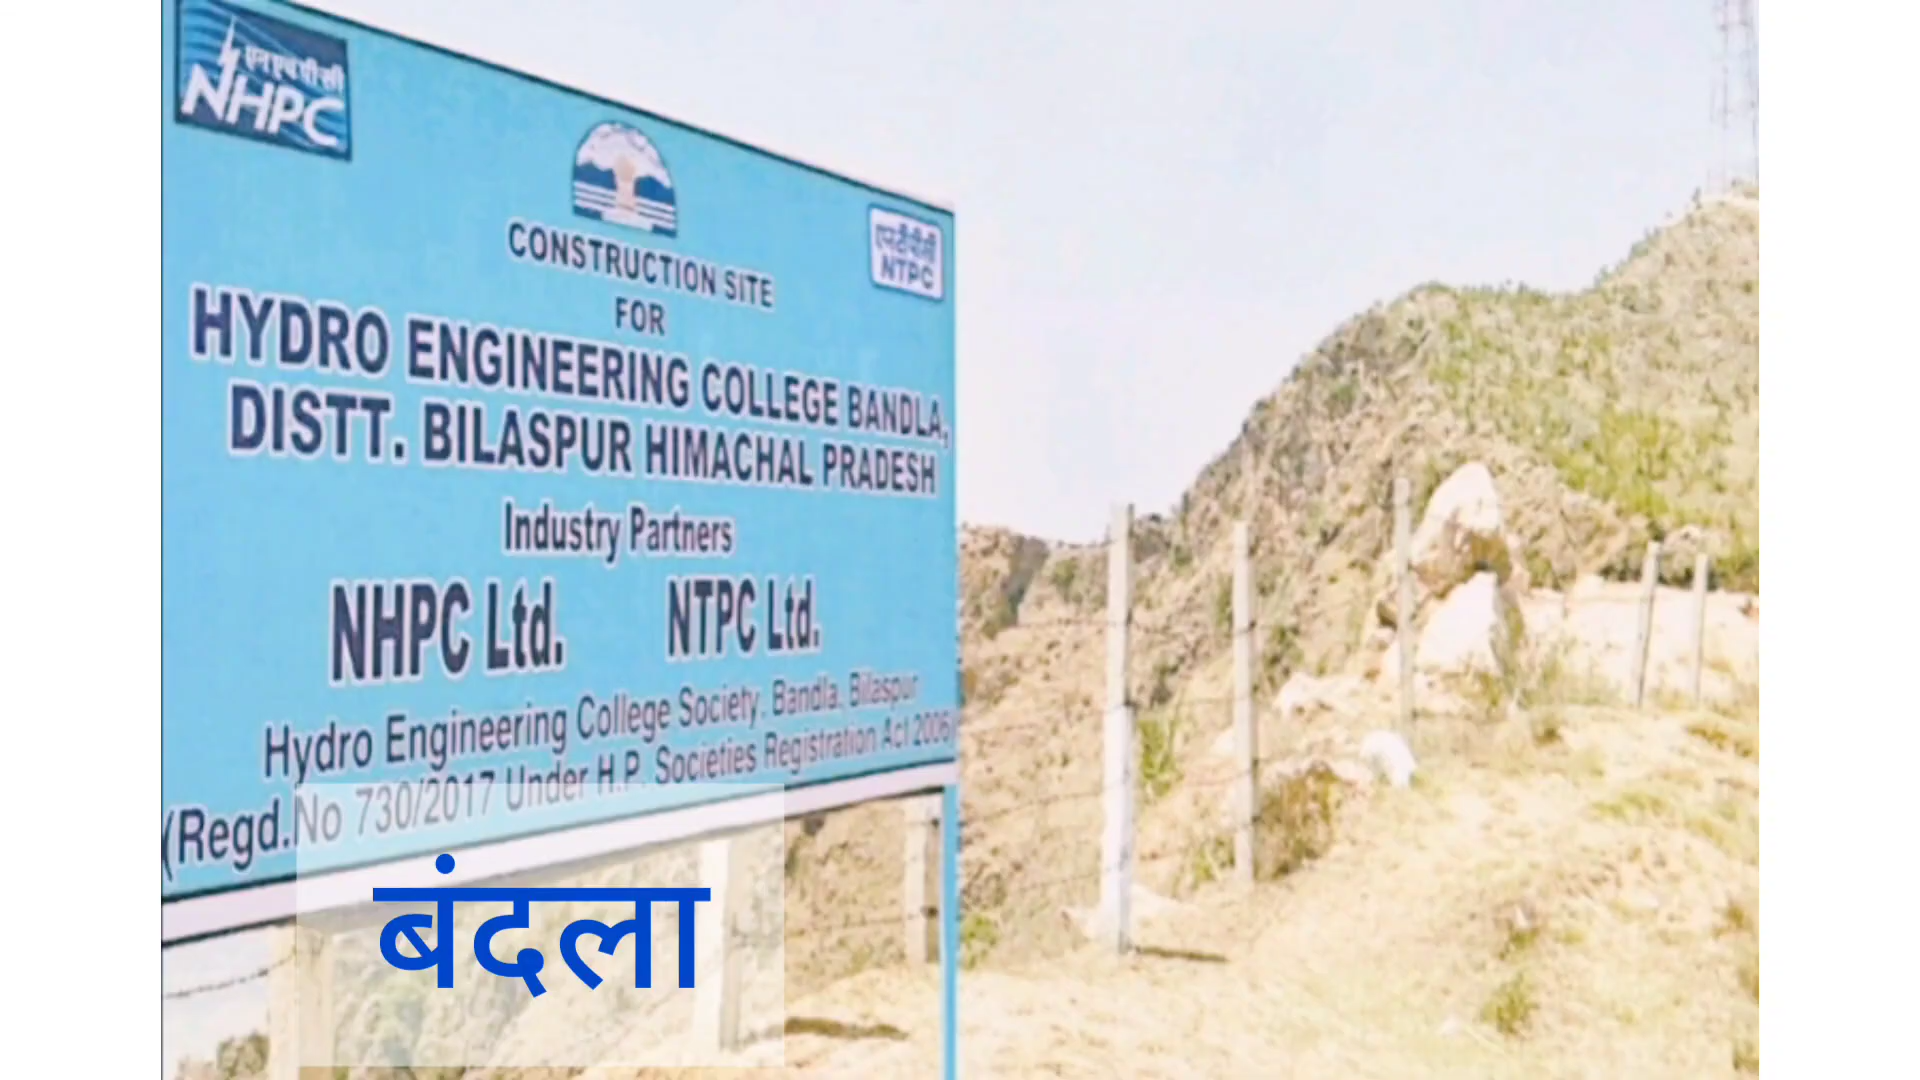 एनएचपीसी
NHPC
एनटीपीसी
NTPC
CONSTRUCTION SITE
FOR
HYDRO ENGINEERING COLLEGE BANDLA,
DISTT. BILASPUR HIMACHAL PRADESH
Industry Partners
NHPC Ltd. NTPC Ltd.
Hydro Engineering College Society. Bandla, Bilaspur
(Regd.No 730/2017 Under H.P. Societies Registration Act 2006)
बंदला